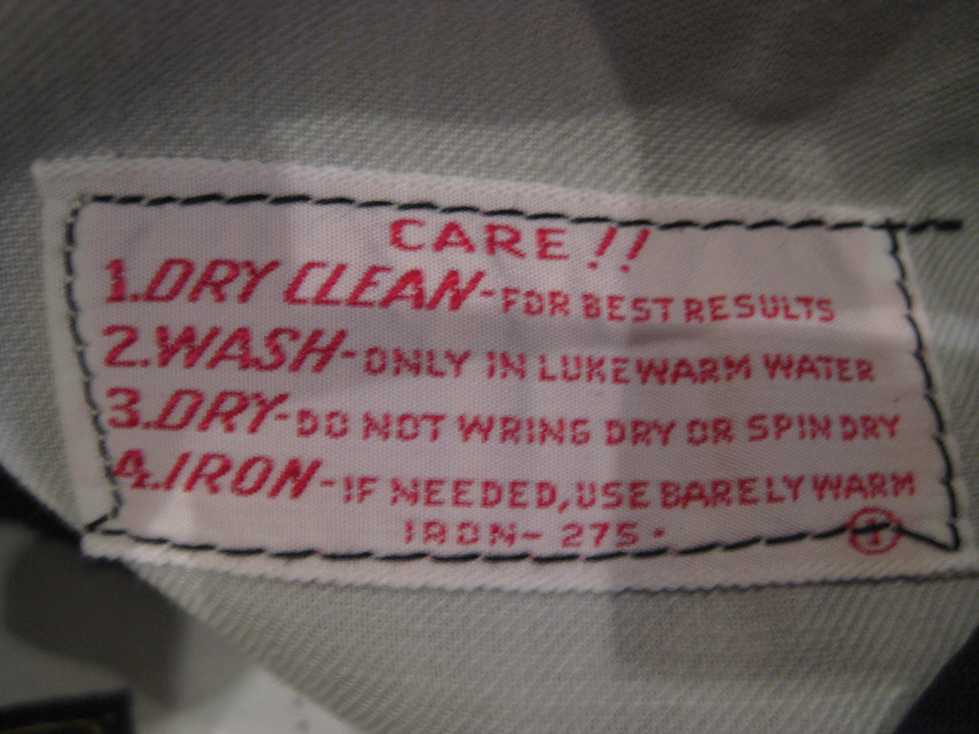 CARE!!
1.DRY CLEAN-FOR BEST RESULTS
2.WASH-ONLY IN LUKEWARM WATER
3.DRY-DO NOT WRING DRY OR SPIN DRY
4.IRON-IF NEEDED, USE BARELY WARM
IRON-275.